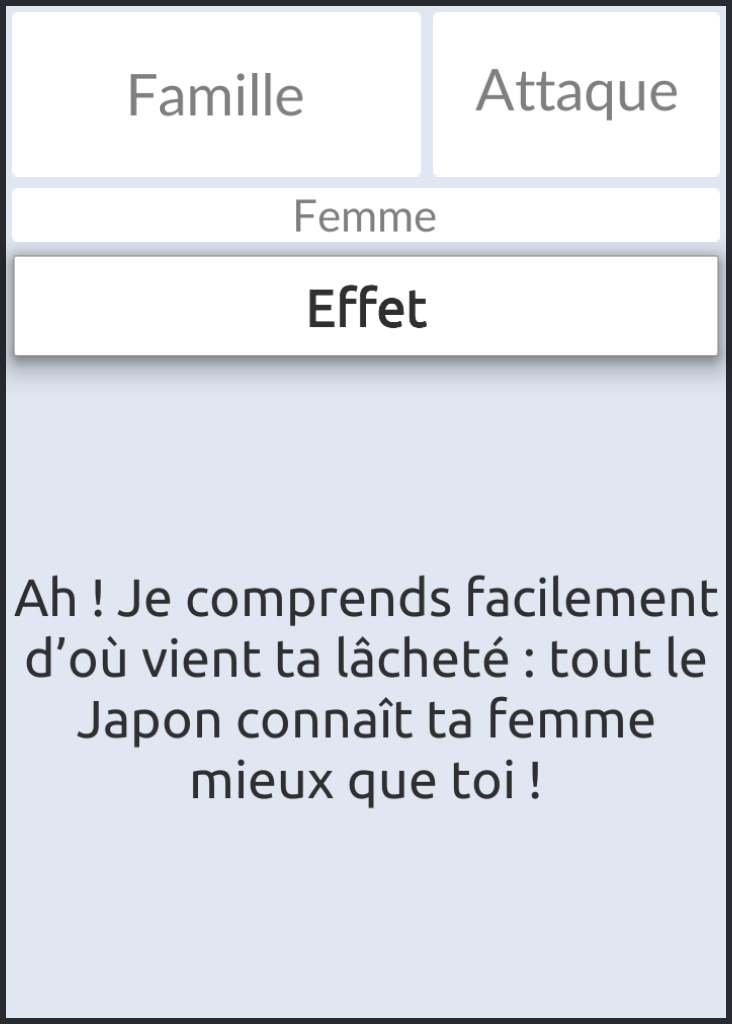 Famille
Attaque
Femme
Effet
Ah ! Je comprends facilement
d’où vient ta lâcheté : tout le
Japon connaît ta femme
mieux que toi !